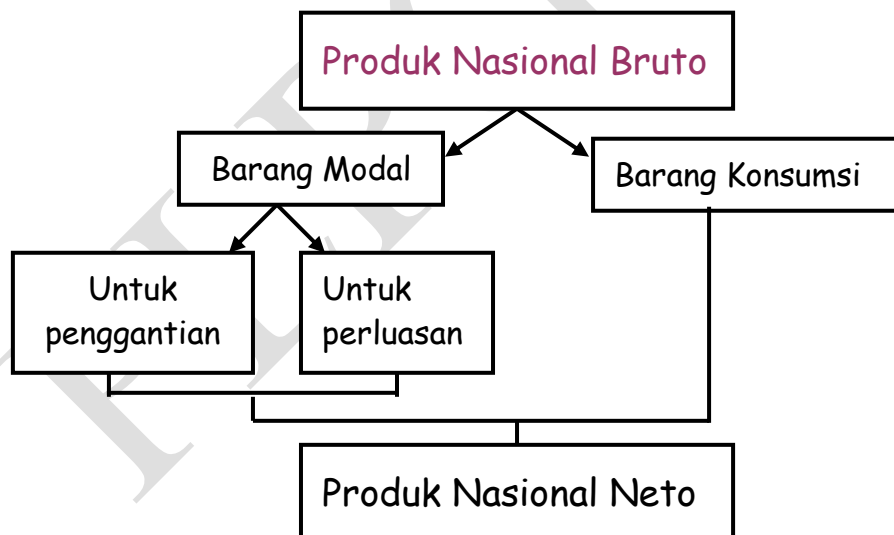 Produk Nasional Bruto
Barang Modal
Barang Konsumsi
Untuk
penggantian
Untuk
perluasan
Produk Nasional Neto